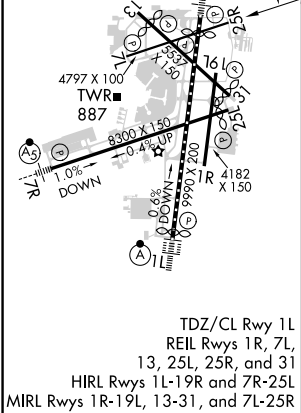 25R
7L
5537 X 150
4797 X 100
TWR
887
19L
31
25L
8300 X 150
0.4% UP
A5
7R
1.0% DOWN
9990 X 200
1R
4182 X 150
0.6% DOWN
A
1L
P
P
P
P
P
P
P
TDZ/CL Rwy 1L
REIL Rwys 1R, 7L,
13, 25L, 25R, and 31
HIRL Rwys 1L-19R and 7R-25L
MIRL Rwys 1R-19L, 13-31, and 7L-25R